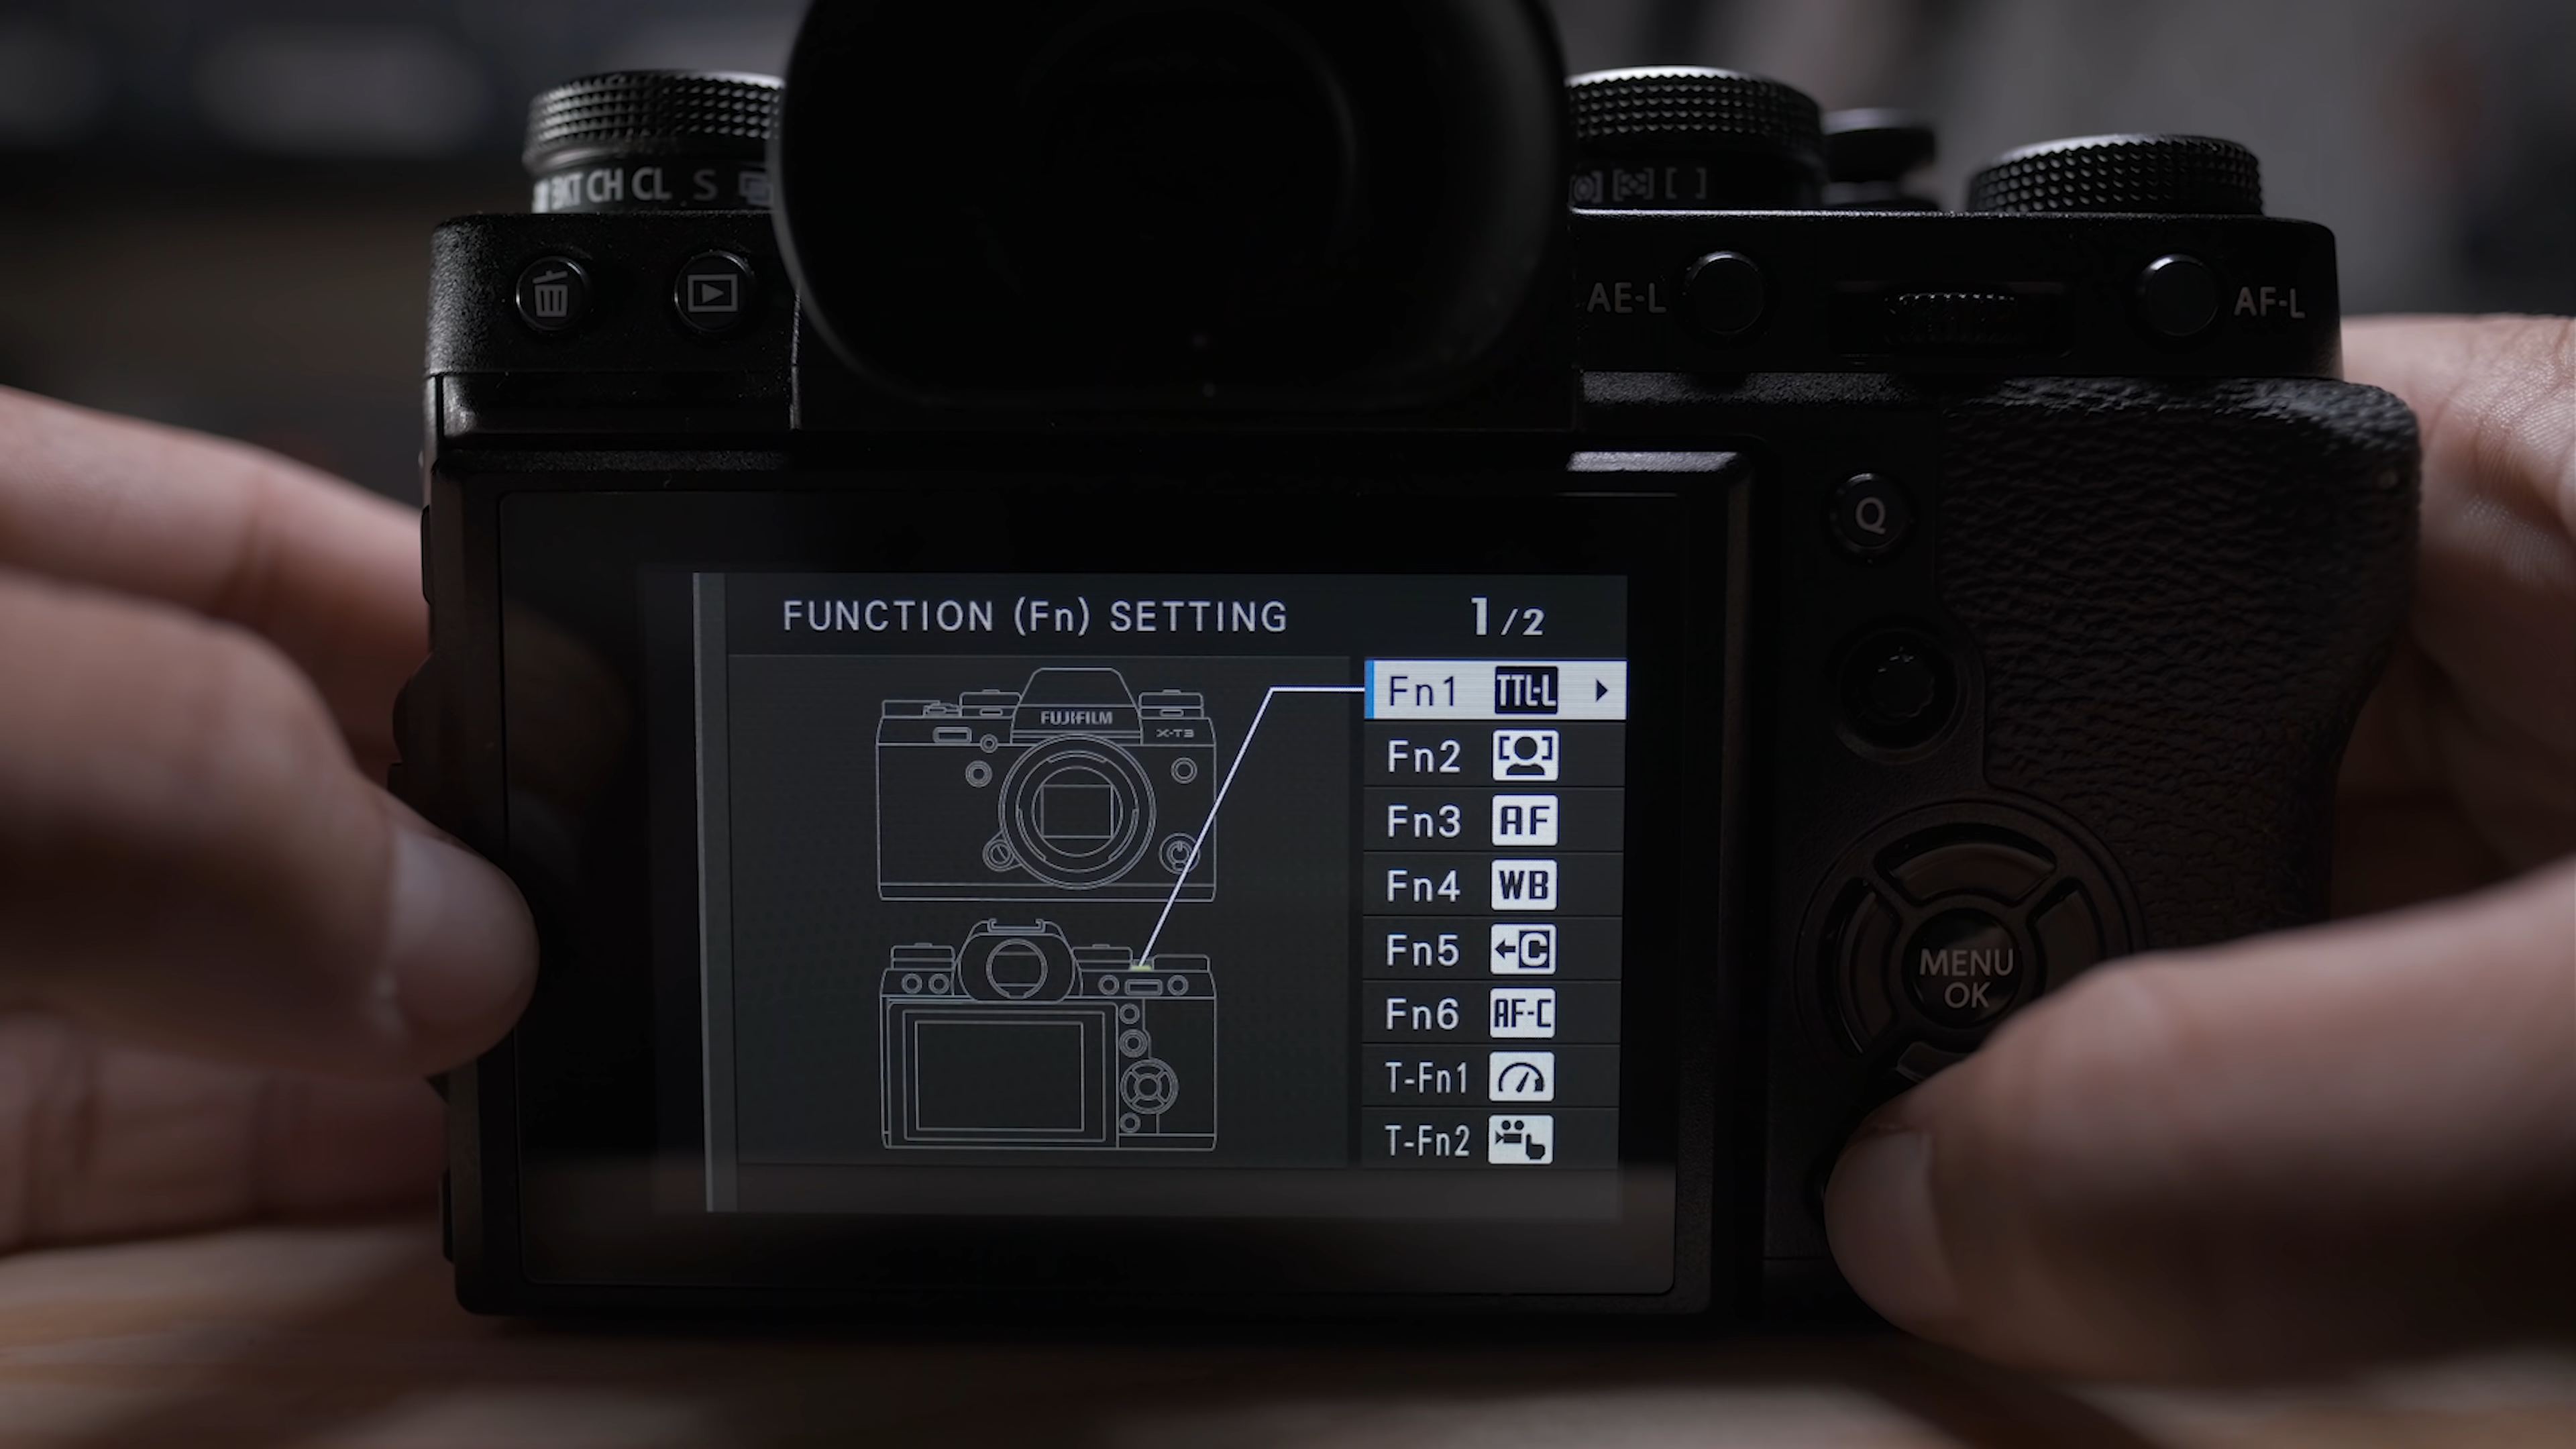 BKT CH CL S
AE-L
AF-L
Q
FUNCTION (Fn) SETTING 1/2
FUJIFILM
X-T3
Fn1 TTL-L
Fn2
Fn3 AF
Fn4 WB
Fn5 C
Fn6 AF-C
T-Fn1
T-Fn2
MENU
OK